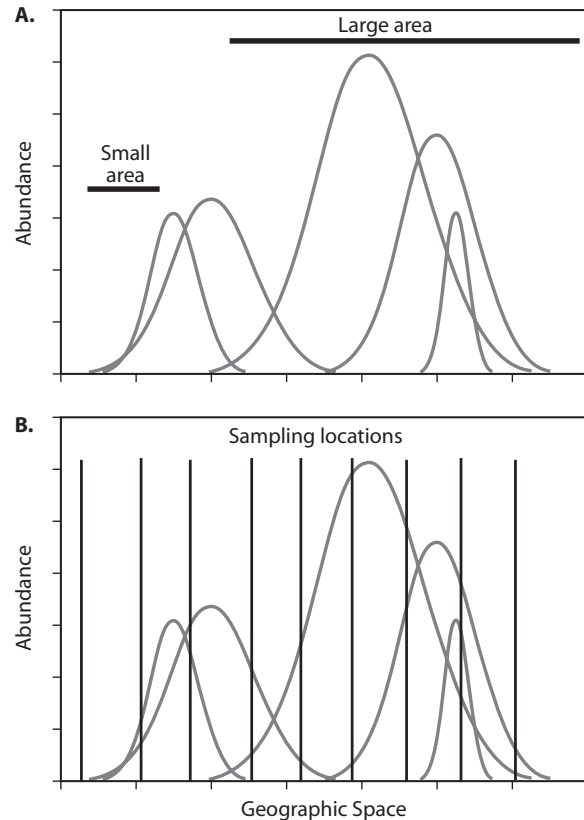 A.
Large area
Small
area
Abundance
B.
Sampling locations
Abundance
Geographic Space